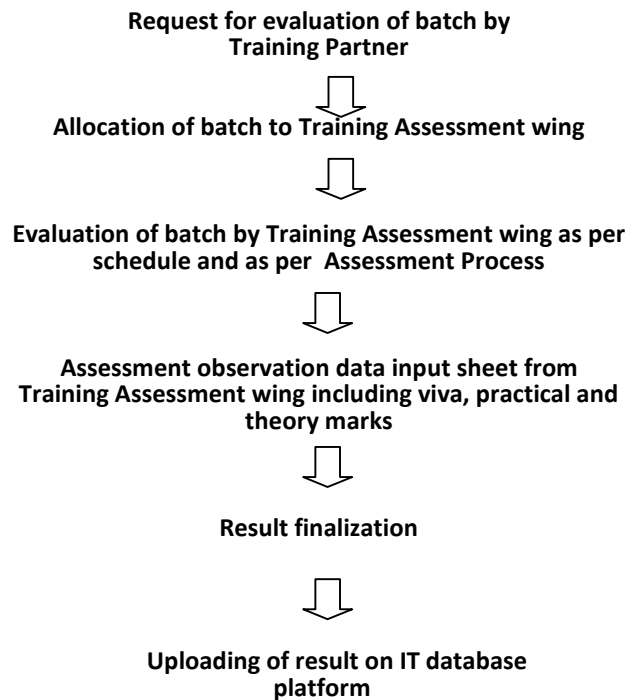 Request for evaluation of batch by
Training Partner
Allocation of batch to Training Assessment wing
Evaluation of batch by Training Assessment wing as per
schedule and as per Assessment Process
Assessment observation data input sheet from
Training Assessment wing including viva, practical and
theory marks
Result finalization
Uploading of result on IT database
platform